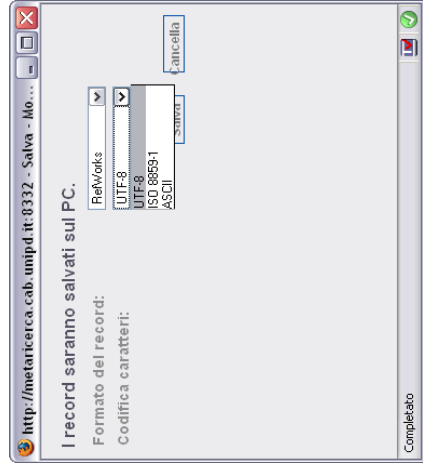 http://metaricerca.cab.unipd.it:8332 - Salva - Mo...
I record saranno salvati sul PC.
Formato del record: RefWorks
Codifica caratteri: UTF-8
UTF-8
ISO 8859-1
ASCII
Salva Cancella
Completato